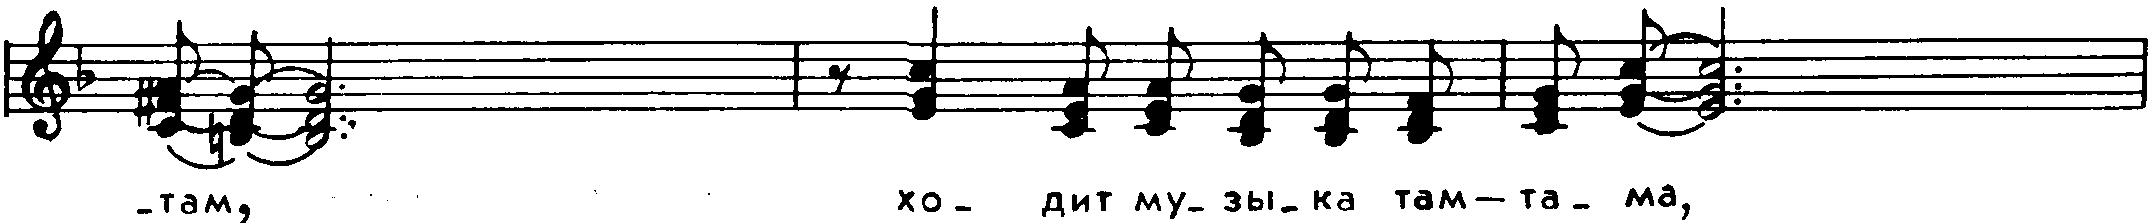 -там, хо- дит му- зы- ка там— та- ма,